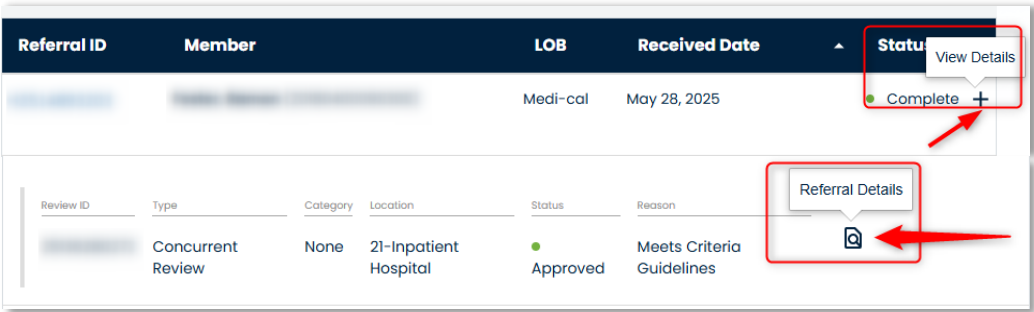 Referral ID Member LOB Received Date Status
View Details
Medi-cal May 28, 2025 Complete
Referral Details
Review ID Type Category Location Status Reason
Concurrent None 21-Inpatient Meets Criteria
Review Hospital Approved Guidelines